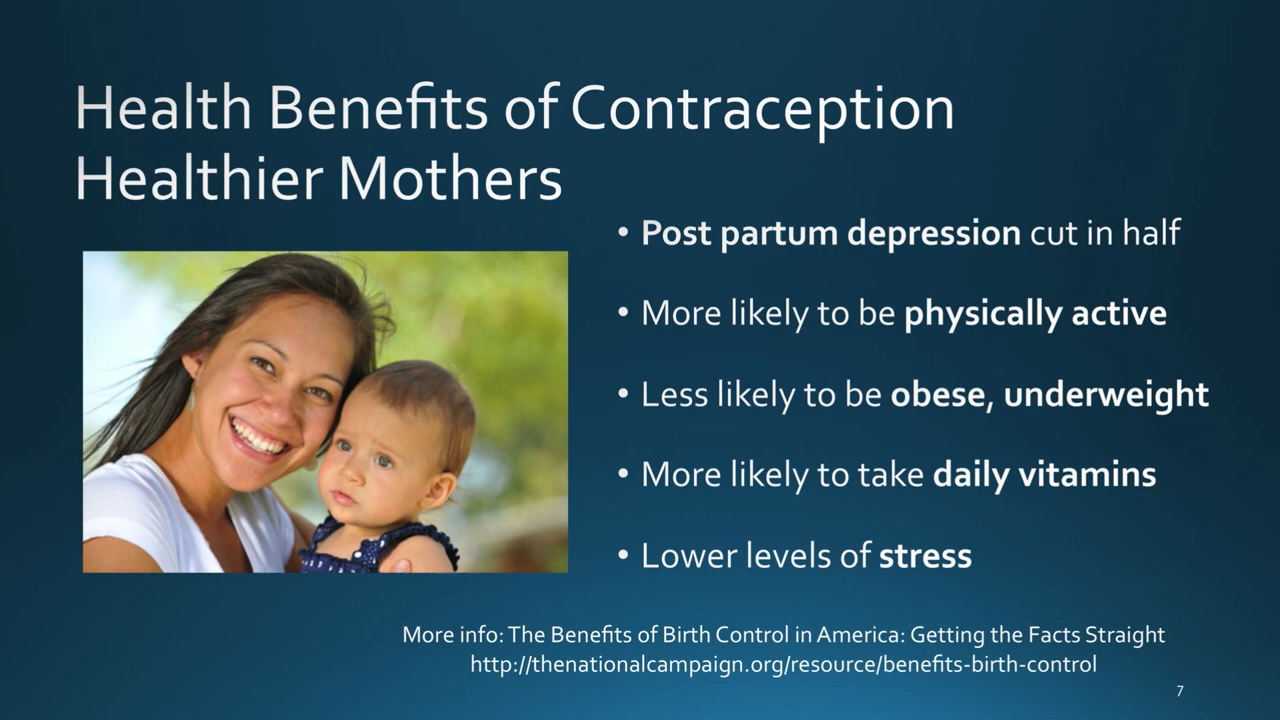 Health Benefits of Contraception
Healthier Mothers
• Post partum depression cut in half
• More likely to be physically active
• Less likely to be obese, underweight
• More likely to take daily vitamins
• Lower levels of stress
More info: The Benefits of Birth Control in America: Getting the Facts Straight
http://thenationalcampaign.org/resource/benefits-birth-control
7